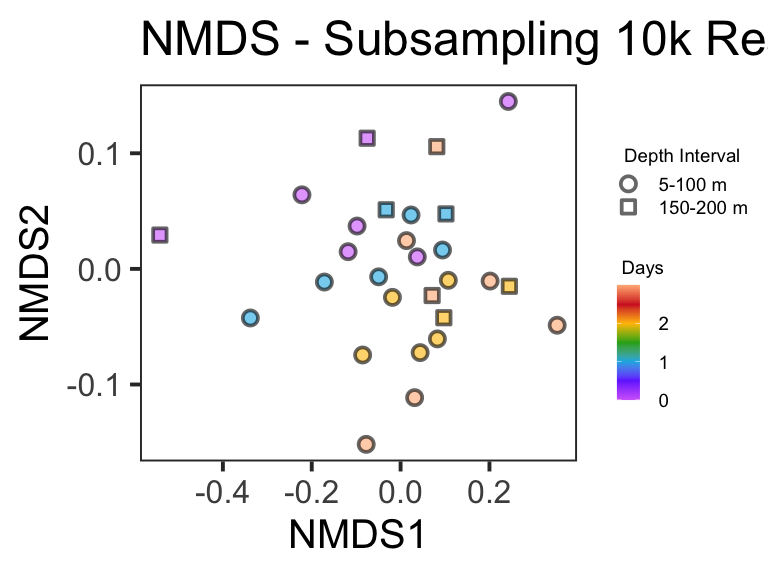 NMDS - Subsampling 10k Re
0.1
0.0
-0.1
NMDS2
-0.4 -0.2 0.0 0.2
NMDS1
Depth Interval
5-100 m
150-200 m
Days
2
1
0